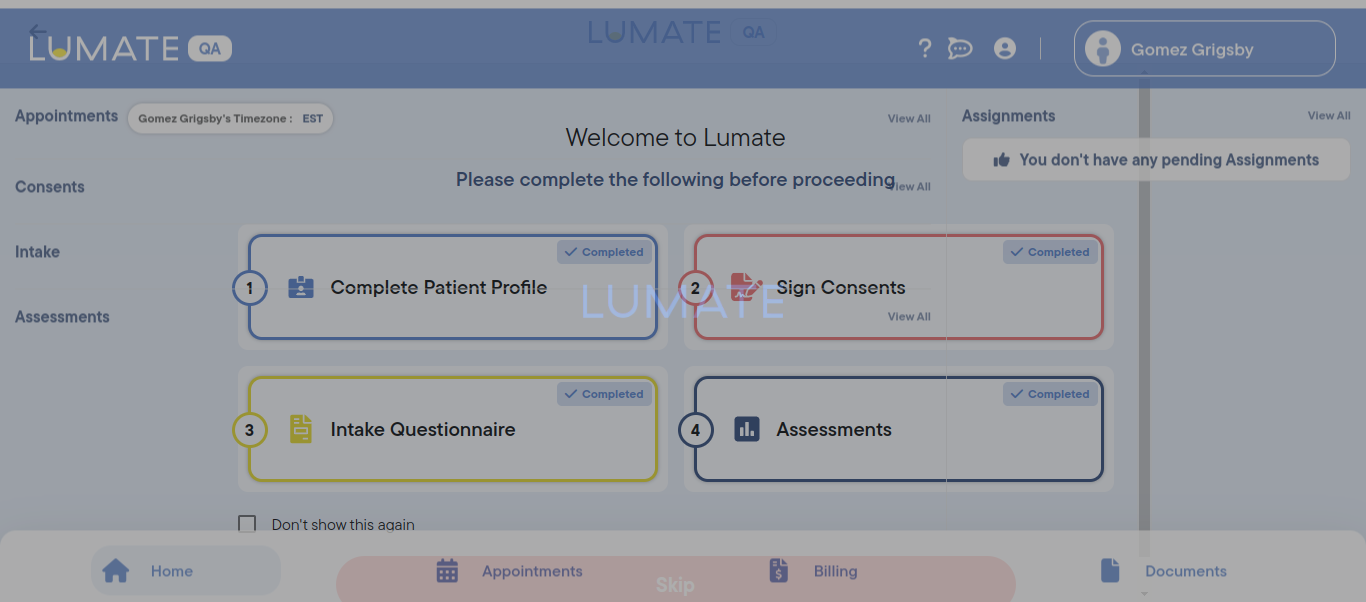 LUMATE QA
LUMATE QA
? Gomez Grigsby
Appointments Gomez Grigsby's Timezone : EST View All
Assignments View All
Welcome to Lumate
You don't have any pending Assignments
Please complete the following before proceeding
Consents View All
Intake
Completed
1 Complete Patient Profile
Completed
2 Sign Consents
LUMATE
Assessments View All
Completed
3 Intake Questionnaire
Completed
4 Assessments
Don't show this again
Home Appointments Billing Documents
Skip